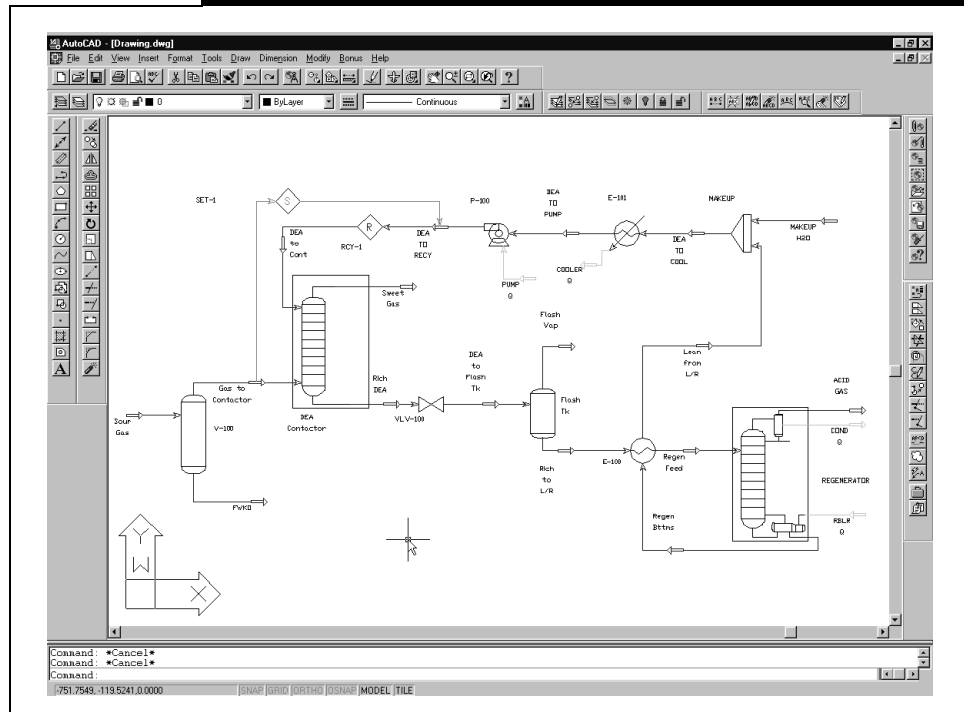 AutoCAD - [Drawing.dwg]
File Edit View Insert Format Tools Draw Dimension Modify Bonus Help
0 ByLayer Continuous
SET-1
S
R
RCY-1
DEA
to
Cont
DEA
TO
RECY
P-100
DEA
TO
PUMP
E-101
DEA
TO
COOL
MAKEUP
MAKEUP
H2O
PUMP
Q
COOLER
Q
Sweet
Gas
Flash
Vap
Lean
from
L/R
DEA
to
Flash
Tk
Rich
DEA
VLV-100
Flash
Tk
Gas to
Contactor
DEA
Contactor
Sour
Gas
V-100
FWKO
Rich
to
L/R
E-100
Regen
Feed
Regen
Bttms
ACID
GAS
COND
Q
REGENERATOR
RBLR
Q
Y
W
X
A
Command: *Cancel*
Command: *Cancel*
Command:
-751.7549, -119.5241,0.0000 SNAP GRID ORTHO OSNAP MODEL TILE